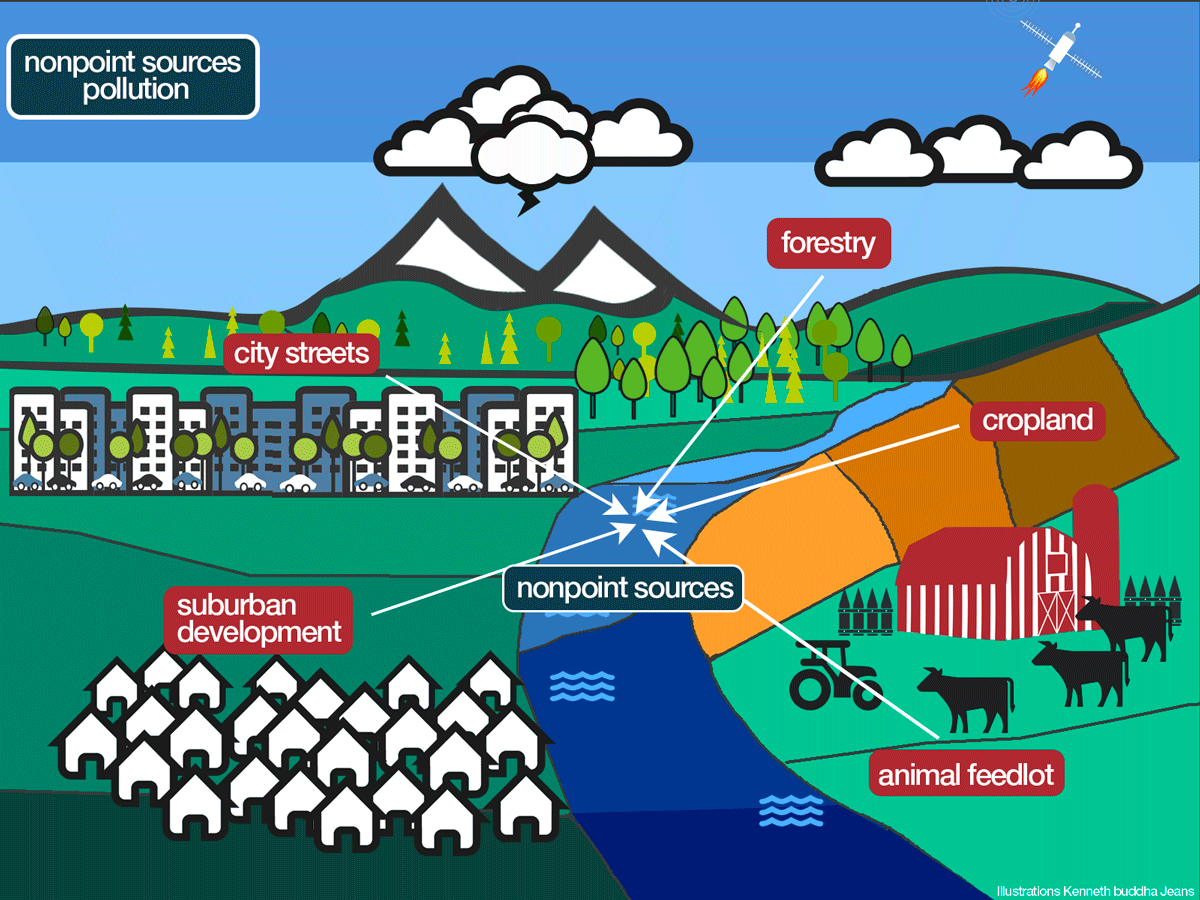 nonpoint sources
pollution
forestry
city streets
cropland
nonpoint sources
suburban
development
animal feedlot
Illustrations Kenneth buddha Jeans